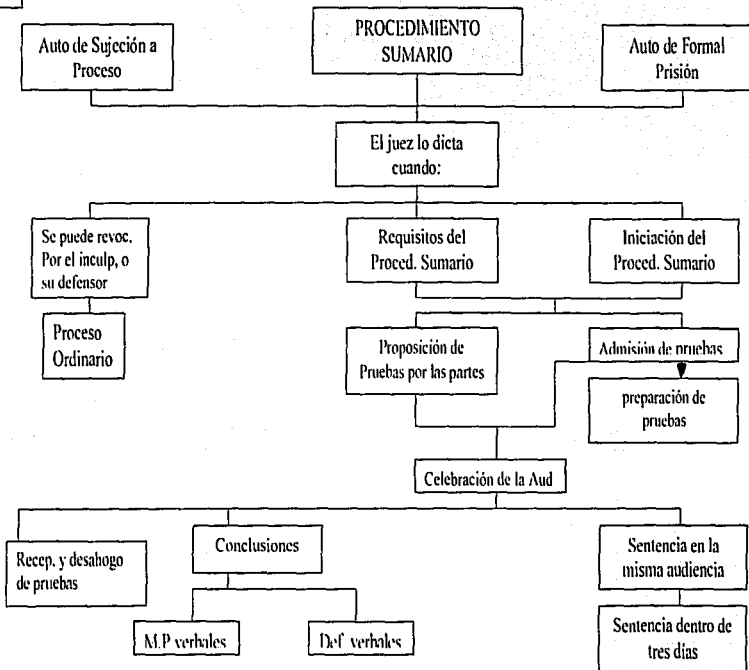 PROCEDIMIENTO
SUMARIO
Auto de Sujeción a
Proceso
Auto de Formal
Prisión
El juez lo dicta
cuando:
Se puede revoc.
Por el inculp, o
su defensor
Requisitos del
Proced. Sumario
Iniciación del
Proced. Sumario
Proceso
Ordinario
Proposición de
Pruebas por las partes
Admisión de pruebas
preparación de
pruebas
Celebración de la Aud
Recep, y desahogo
de pruebas
Conclusiones
Sentencia en la
misma audiencia
M.P verbales
Def. verbales
Sentencia dentro de
tres días